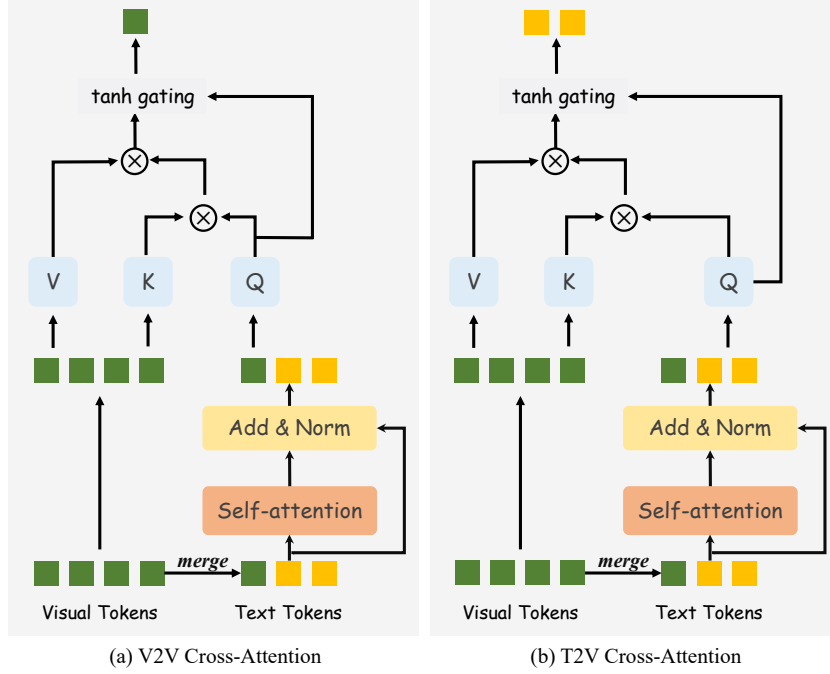 tanh gating
V
K
Q
Add & Norm
Self-attention
merge
Visual Tokens
Text Tokens
(a) V2V Cross-Attention
tanh gating
V
K
Q
Add & Norm
Self-attention
merge
Visual Tokens
Text Tokens
(b) T2V Cross-Attention